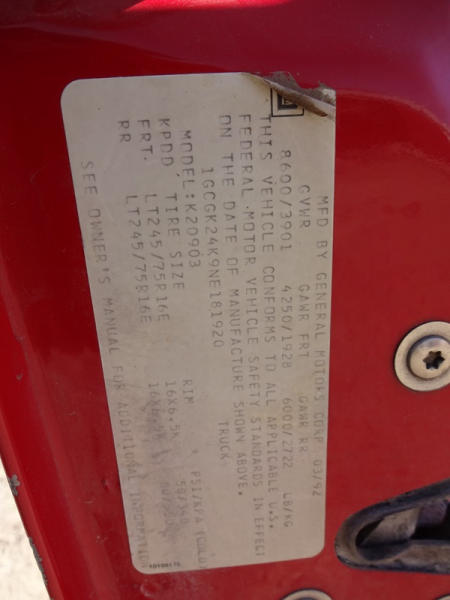 MFD BY GENERAL MOTORS CORP 03/92
GVWR GAWR FRT GAWR RR
8600/3901 4250/1928 6000/2722 LB/KG
THIS VEHICLE CONFORMS TO ALL APPLICABLE U.S.
FEDERAL MOTOR VEHICLE SAFETY STANDARDS IN EFFECT
ON THE DATE OF MANUFACTURE SHOWN ABOVE.
1GCGK24K9NE181920 TRUCK
MODEL:K20903
KPDD TIRE SIZE RIM PSI/KPA (COLD)
FRT. LT245/75R16E 16X6.5K
RR LT245/75R16E
SEE OWNER'S MANUAL FOR ADDITIONAL INFORMATION